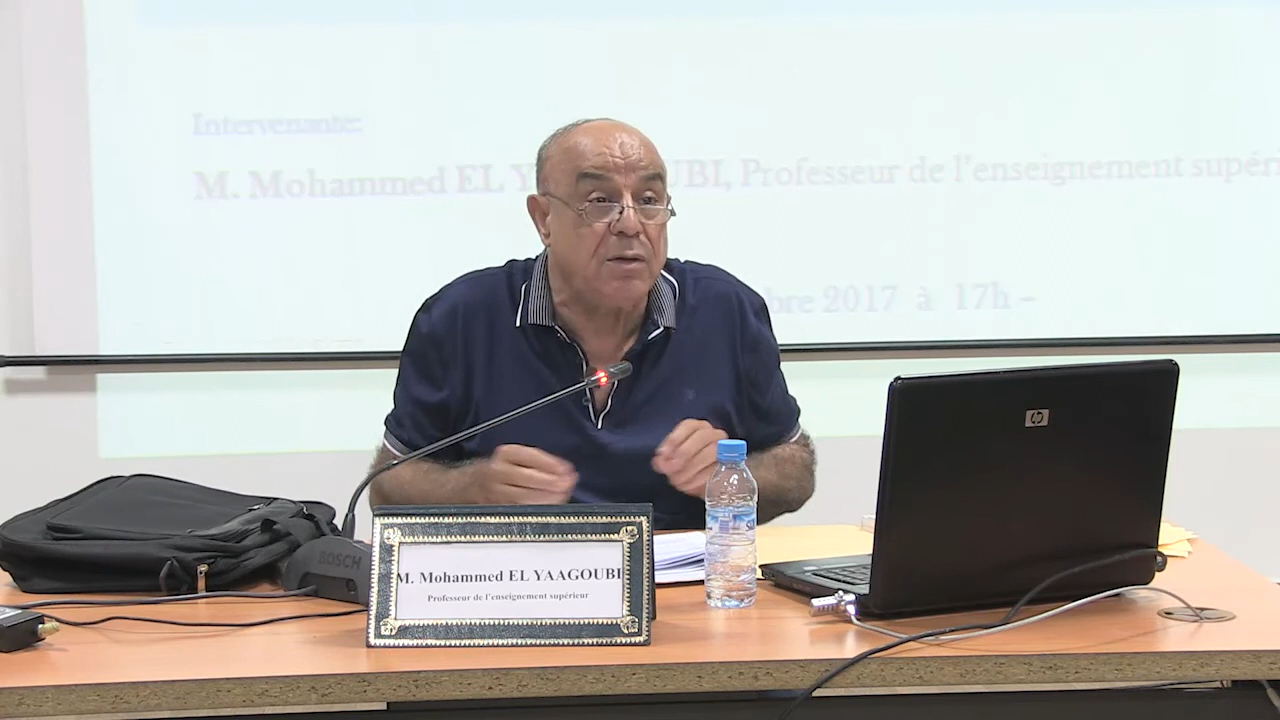 Intervenante:
M. Mohammed EL Y OUBI, Professeur de l'enseignement supéri
bre 2017 à 17h –
hp
BOSCH
M. Mohammed EL YAAGOUBI
Professeur de l'enseignement supérieur